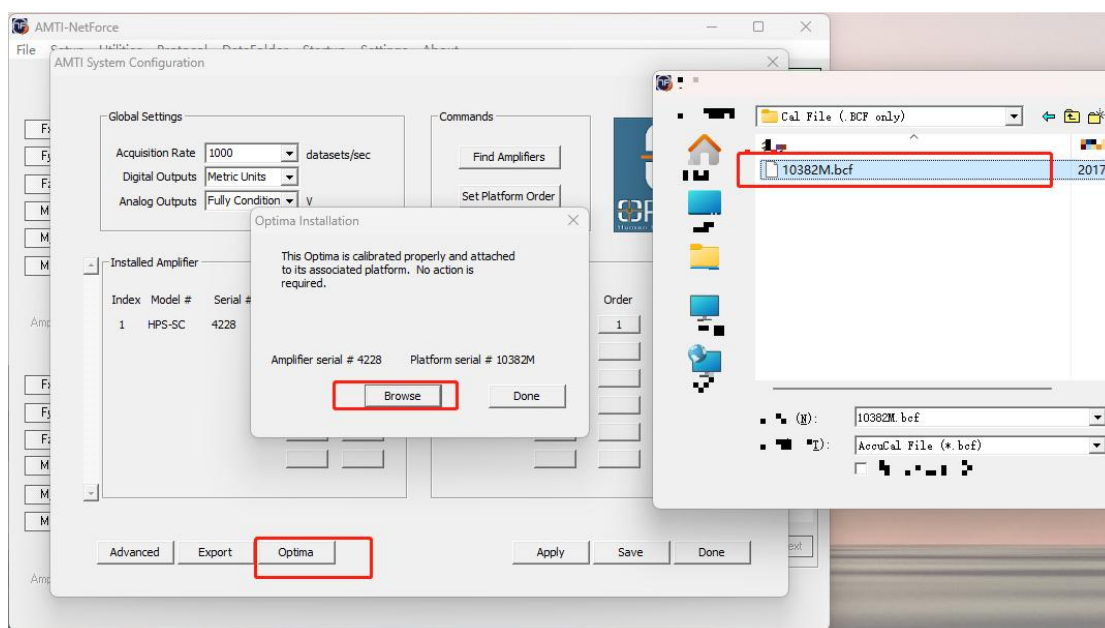 AMTI-NetForce
File
About
AMTI System Configuration
Global Settings
Acquisition Rate 1000 datasets/sec
Digital Outputs Metric Units
Analog Outputs Fully Condition V
Commands
Find Amplifiers
Set Platform Order
Optima Installation
This Optima is calibrated properly and attached
to its associated platform. No action is
required.
Amplifier serial # 4228 Platform serial # 10382M
Browse Done
Installed Amplifier
Index Model # Serial #
1 HPS-SC 4228
Order
1
Advanced Export Optima Apply Save Done
Cal File (.BCF only)
10382M.bcf 2017
(N): 10382M.bcf
T): AccuCal File (*.bcf)